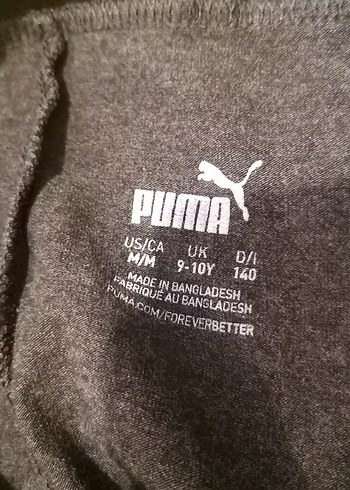 PUMA
US/CA UK D/I
M/M 9-10Y 140
MADE IN BANGLADESH
FABRIQUÉ AU BANGLADESH
PUMA.COM/FOREVERBETTER